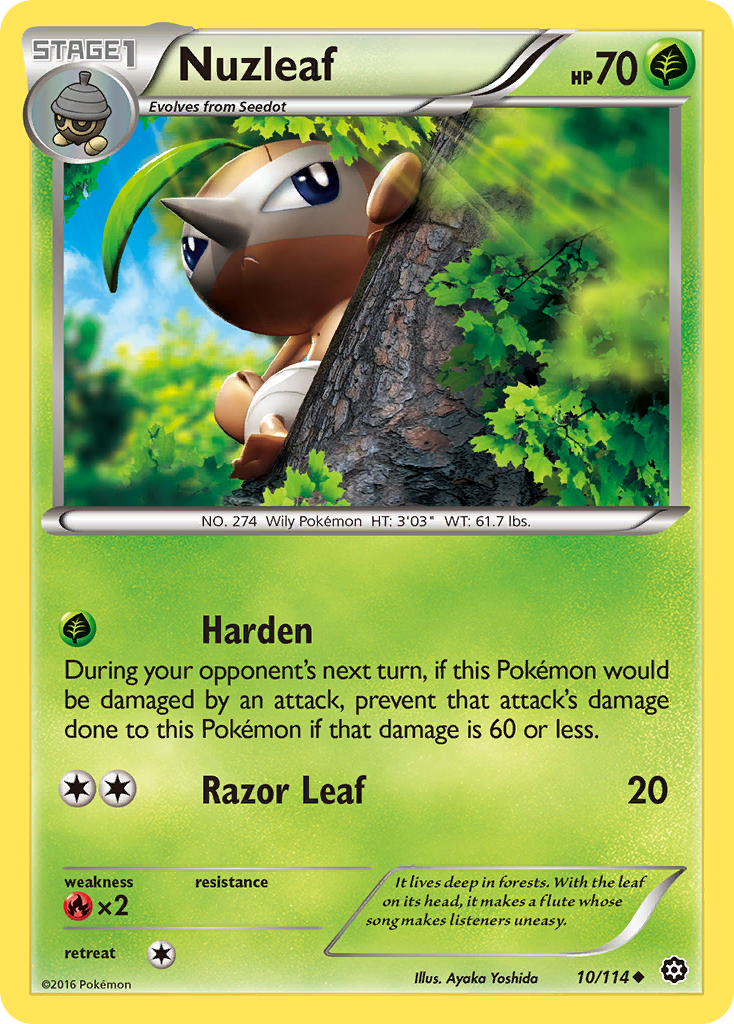 STAGE1
Nuzleaf
HP70
Evolves from Seedot
NO. 274 Wily Pokémon HT: 3'03" WT: 61.7 lbs.
Harden
During your opponent's next turn, if this Pokémon would
be damaged by an attack, prevent that attack's damage
done to this Pokémon if that damage is 60 or less.
Razor Leaf 20
weakness resistance
×2
retreat
It lives deep in forests. With the leaf
on its head, it makes a flute whose
song makes listeners uneasy.
©2016 Pokémon
Illus. Ayaka Yoshida
10/114